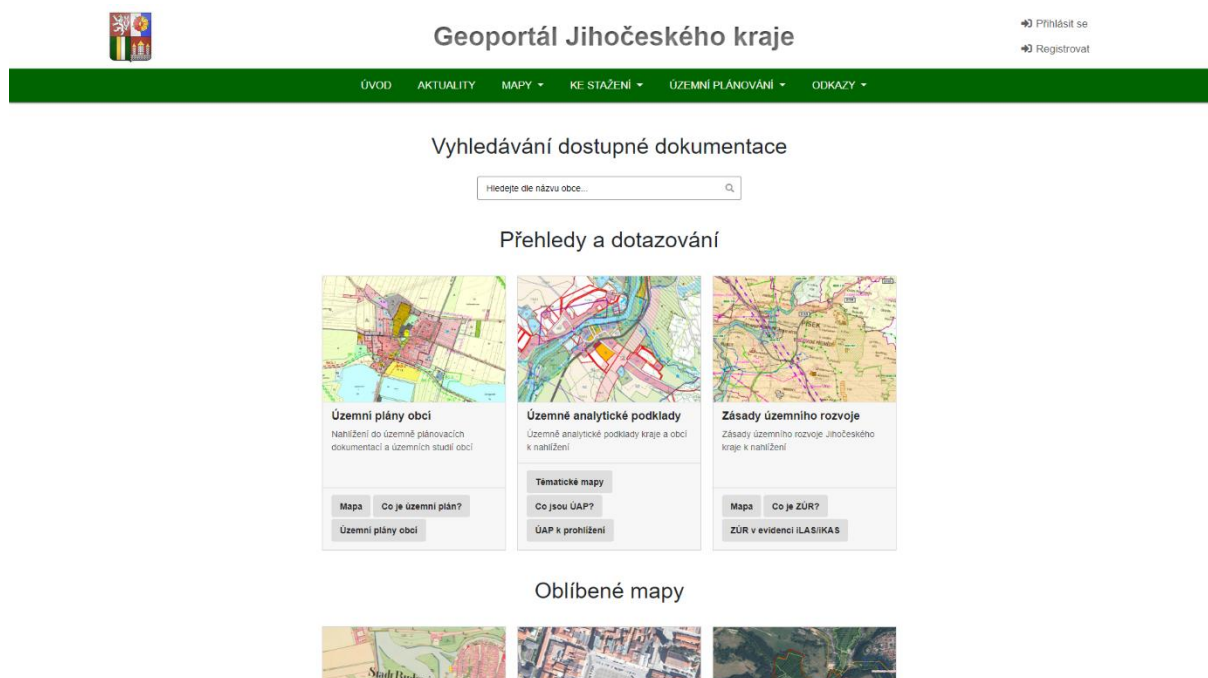 Geoportál Jihočeského kraje
Přihlásit se
Registrovat
ÚVOD AKTUALITY MAPY KE STAŽENÍ ÚZEMNÍ PLÁNOVÁNÍ ODKAZY
Vyhledávání dostupné dokumentace
Hledejte dle názvu obce...
Přehledy a dotazování
Územní plány obcí
Nahlížení do územně plánovacích
dokumentací a územních studií obcí
Mapa Co je územní plán?
Územní plány obcí
Územně analytické podklady
Územně analytické podklady kraje a obcí
k nahlížení
Tématické mapy
Co jsou ÚAP?
ÚAP k prohlížení
PÍSEK
Zásady územního rozvoje
Zásady územního rozvoje Jihočeského
kraje k nahlížení
Mapa Co je ZÚR?
ZÚR v evidenci iLAS/iKAS
Oblíbené mapy